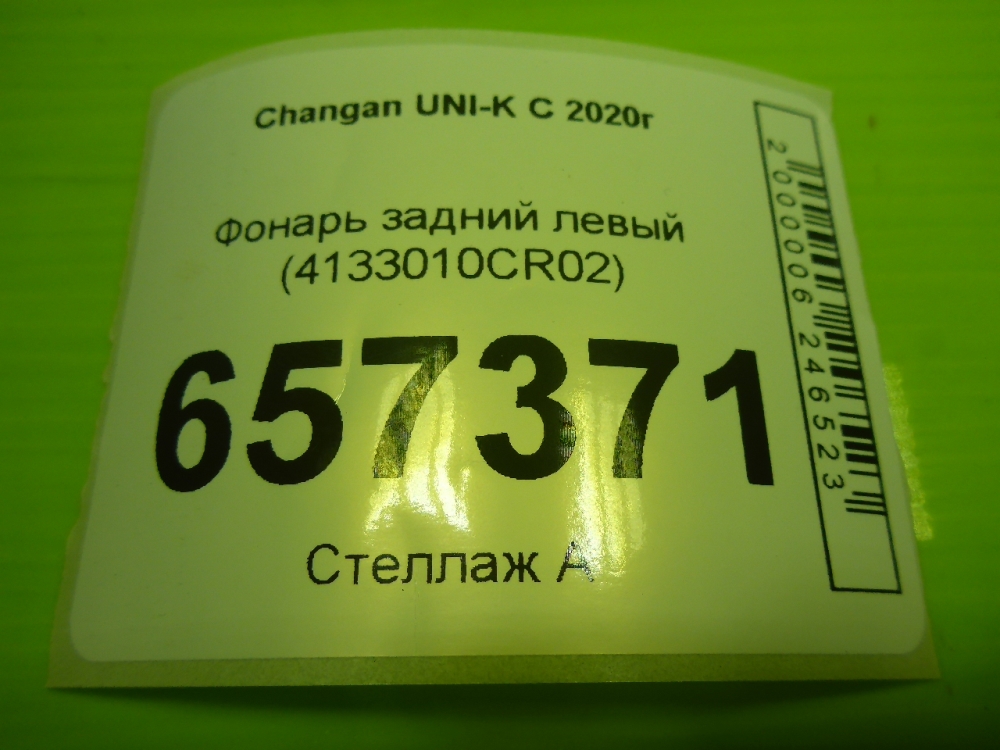 Changan UNI-K С 2020г
Фонарь задний левый
(4133010CR02)
657371
Стеллаж А
2000006246523